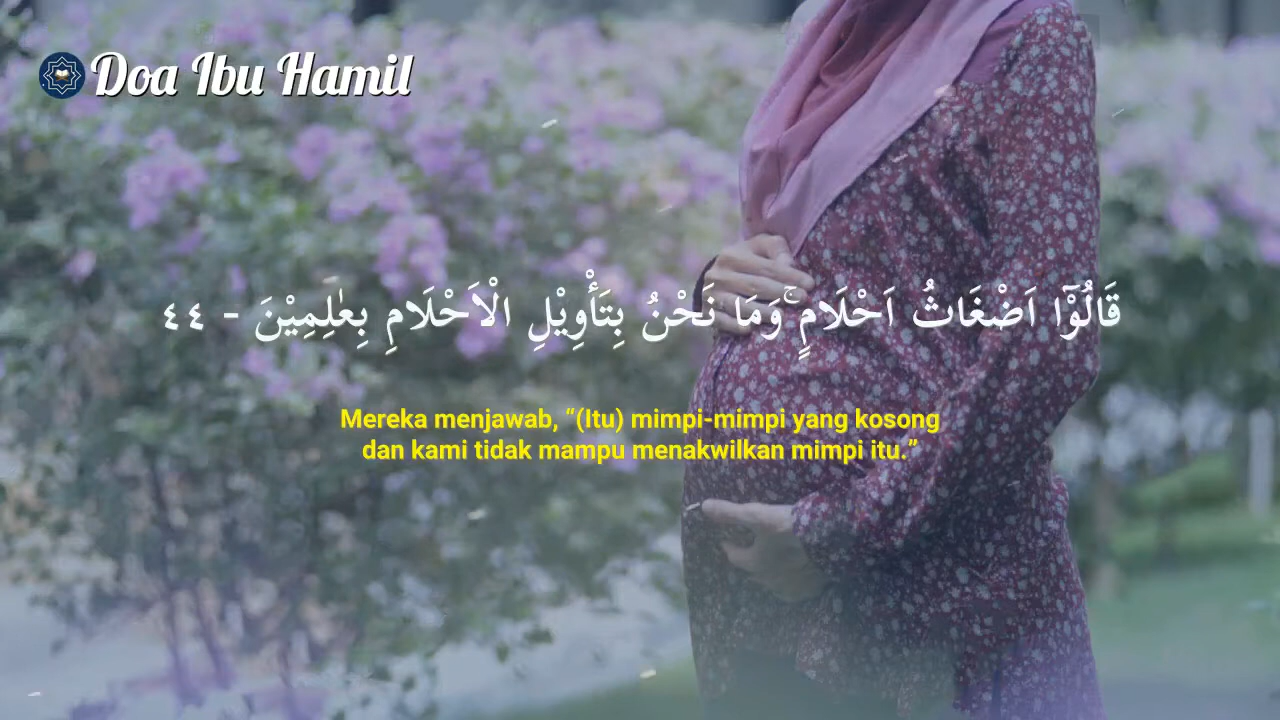 Doa Ibu Hamil
قَالُوْٓا اَضْغَاثُ اَحْلَامٍ ۚوَمَا نَحْنُ بِتَأْوِيْلِ الْاَحْلَامِ بِعٰلِمِيْنَ - ٤٤
Mereka menjawab, “(Itu) mimpi-mimpi yang kosong
dan kami tidak mampu menakwilkan mimpi itu.”